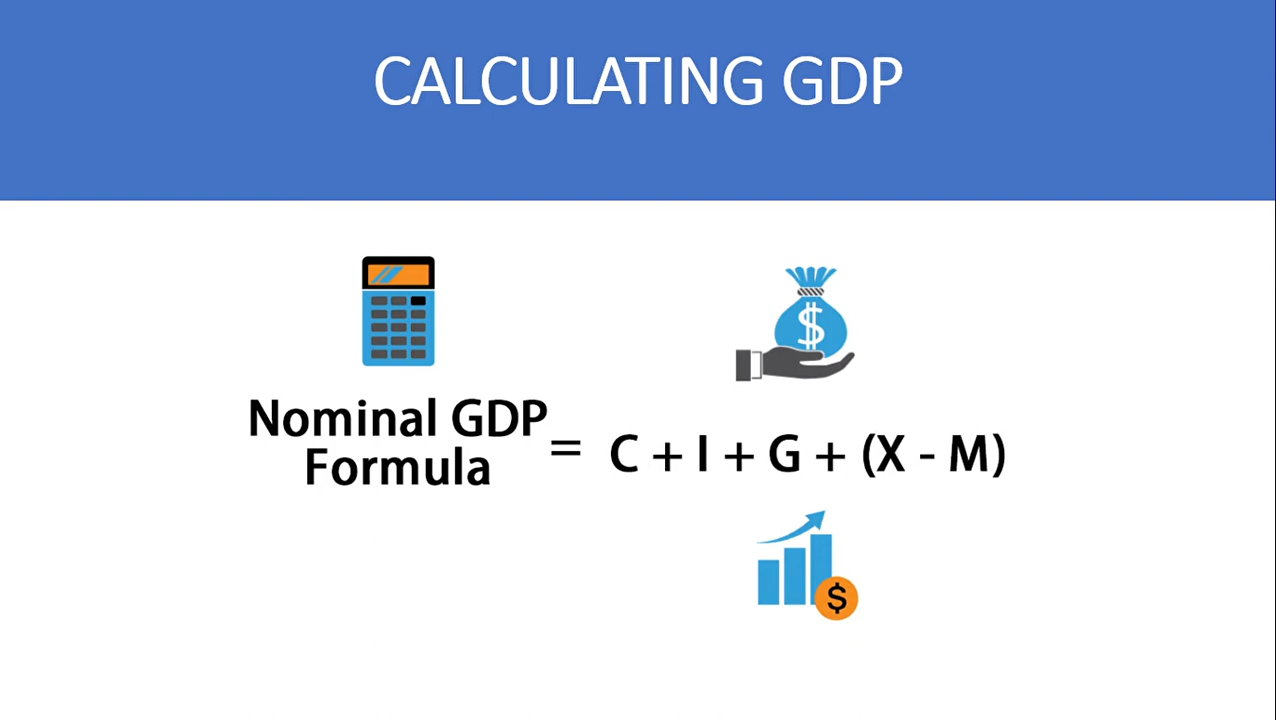 CALCULATING GDP
$
Nominal GDP
Formula
= C + I + G + (X - M)
$